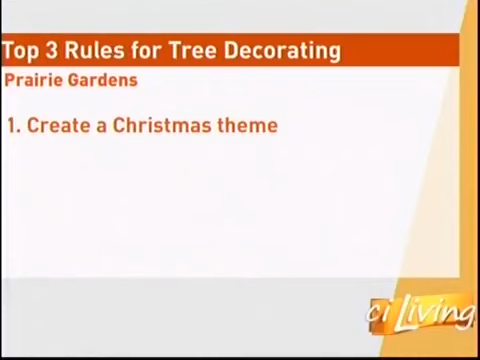 Top 3 Rules for Tree Decorating
Prairie Gardens
1. Create a Christmas theme
ci Living